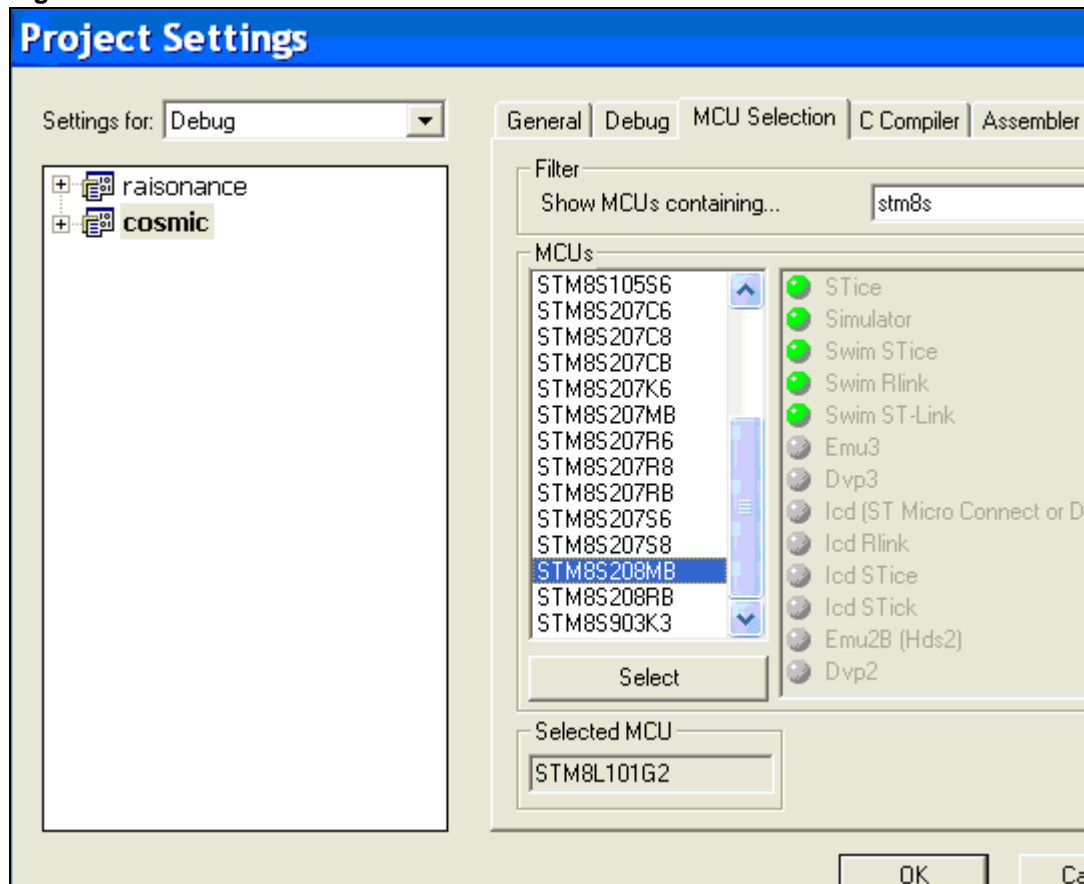 Project Settings
Settings for: Debug
raisonance
cosmic
General Debug MCU Selection C Compiler Assembler
Filter
Show MCUs containing... stm8s
MCUs
STM8S105S6
STM8S207C6
STM8S207C8
STM8S207CB
STM8S207K6
STM8S207MB
STM8S207R6
STM8S207R8
STM8S207RB
STM8S207S6
STM8S207S8
STM8S208MB
STM8S208RB
STM8S903K3
STice
Simulator
Swim STice
Swim Rlink
Swim ST-Link
Emu3
Dvp3
Icd (ST Micro Connect or D
Icd Rlink
Icd STice
Icd STick
Emu2B (Hds2)
Dvp2
Select
Selected MCU
STM8L101G2
OK Ca